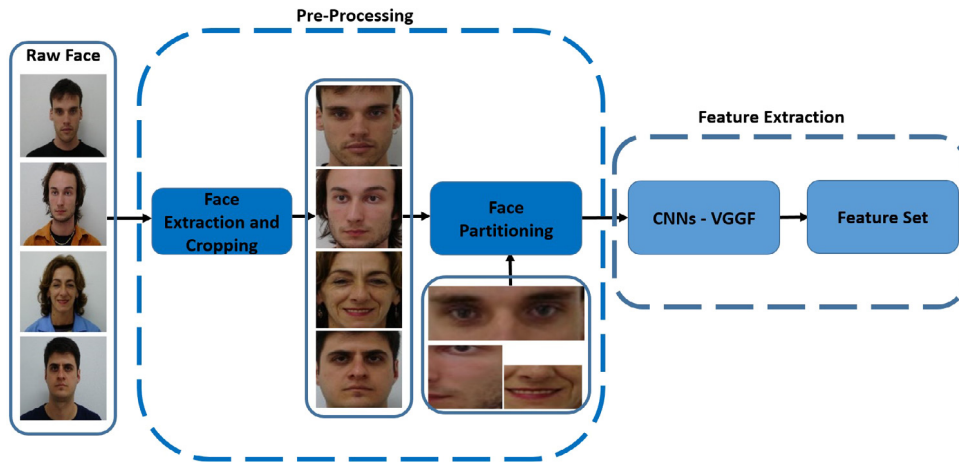 Pre-Processing
Raw Face
Feature Extraction
Face
Extraction and
Cropping
Face
Partitioning
CNNs - VGGF
Feature Set